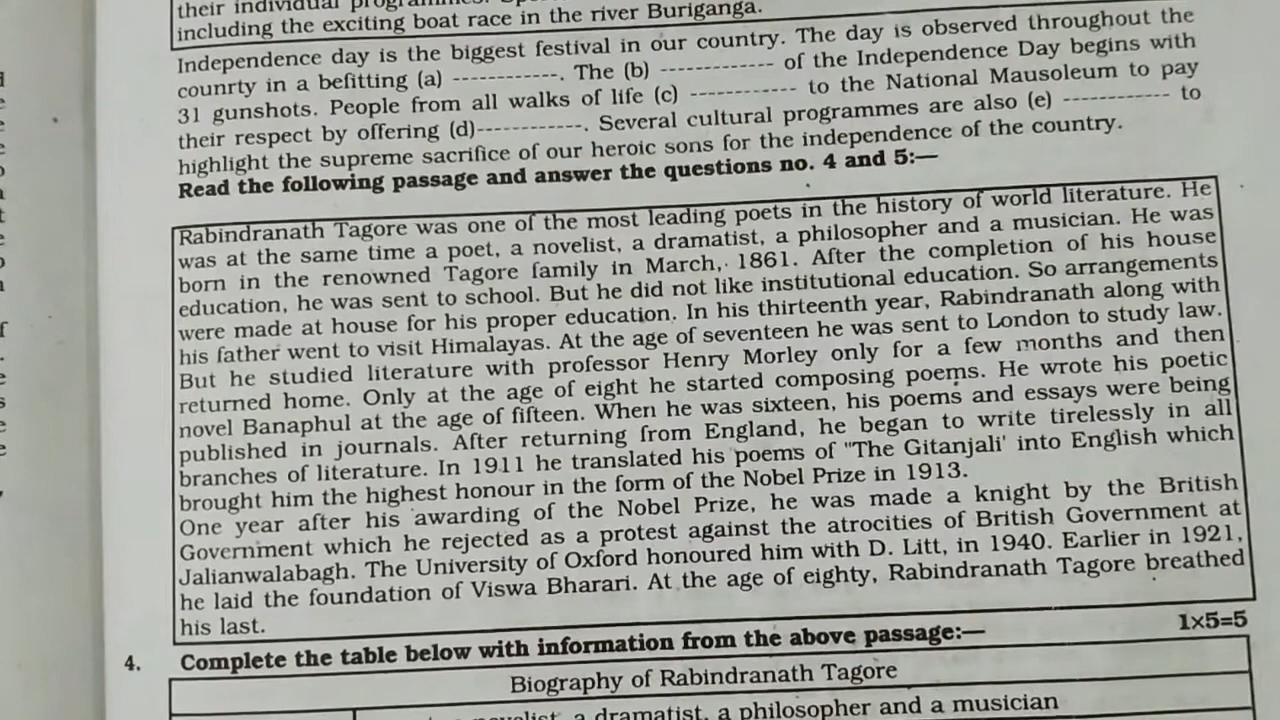 their individual
including the exciting boat race in the river Buriganga.
Independence day is the biggest festival in our country. The day is observed throughout the
counrty in a befitting (a) ------------. The (b) ------------- of the Independence Day begins with
31 gunshots. People from all walks of life (c) ------------ to the National Mausoleum to pay
their respect by offering (d)------------. Several cultural programmes are also (e) ------------ to
highlight the supreme sacrifice of our heroic sons for the independence of the country.
Read the following passage and answer the questions no. 4 and 5:—
Rabindranath Tagore was one of the most leading poets in the history of world literature. He
was at the same time a poet, a novelist, a dramatist, a philosopher and a musician. He was
born in the renowned Tagore family in March, 1861. After the completion of his house
education, he was sent to school. But he did not like institutional education. So arrangements
were made at house for his proper education. In his thirteenth year, Rabindranath along with
his father went to visit Himalayas. At the age of seventeen he was sent to London to study law.
But he studied literature with professor Henry Morley only for a few months and then
returned home. Only at the age of eight he started composing poems. He wrote his poetic
novel Banaphul at the age of fifteen. When he was sixteen, his poems and essays were being
published in journals. After returning from England, he began to write tirelessly in all
branches of literature. In 1911 he translated his poems of "The Gitanjali' into English which
brought him the highest honour in the form of the Nobel Prize in 1913.
One year after his awarding of the Nobel Prize, he was made a knight by the British
Government which he rejected as a protest against the atrocities of British Government at
Jalianwalabagh. The University of Oxford honoured him with D. Litt, in 1940. Earlier in 1921,
he laid the foundation of Viswa Bharari. At the age of eighty, Rabindranath Tagore breathed
his last.
4. Complete the table below with information from the above passage:— 1×5=5
Biography of Rabindranath Tagore
novelist, a dramatist, a philosopher and a musician